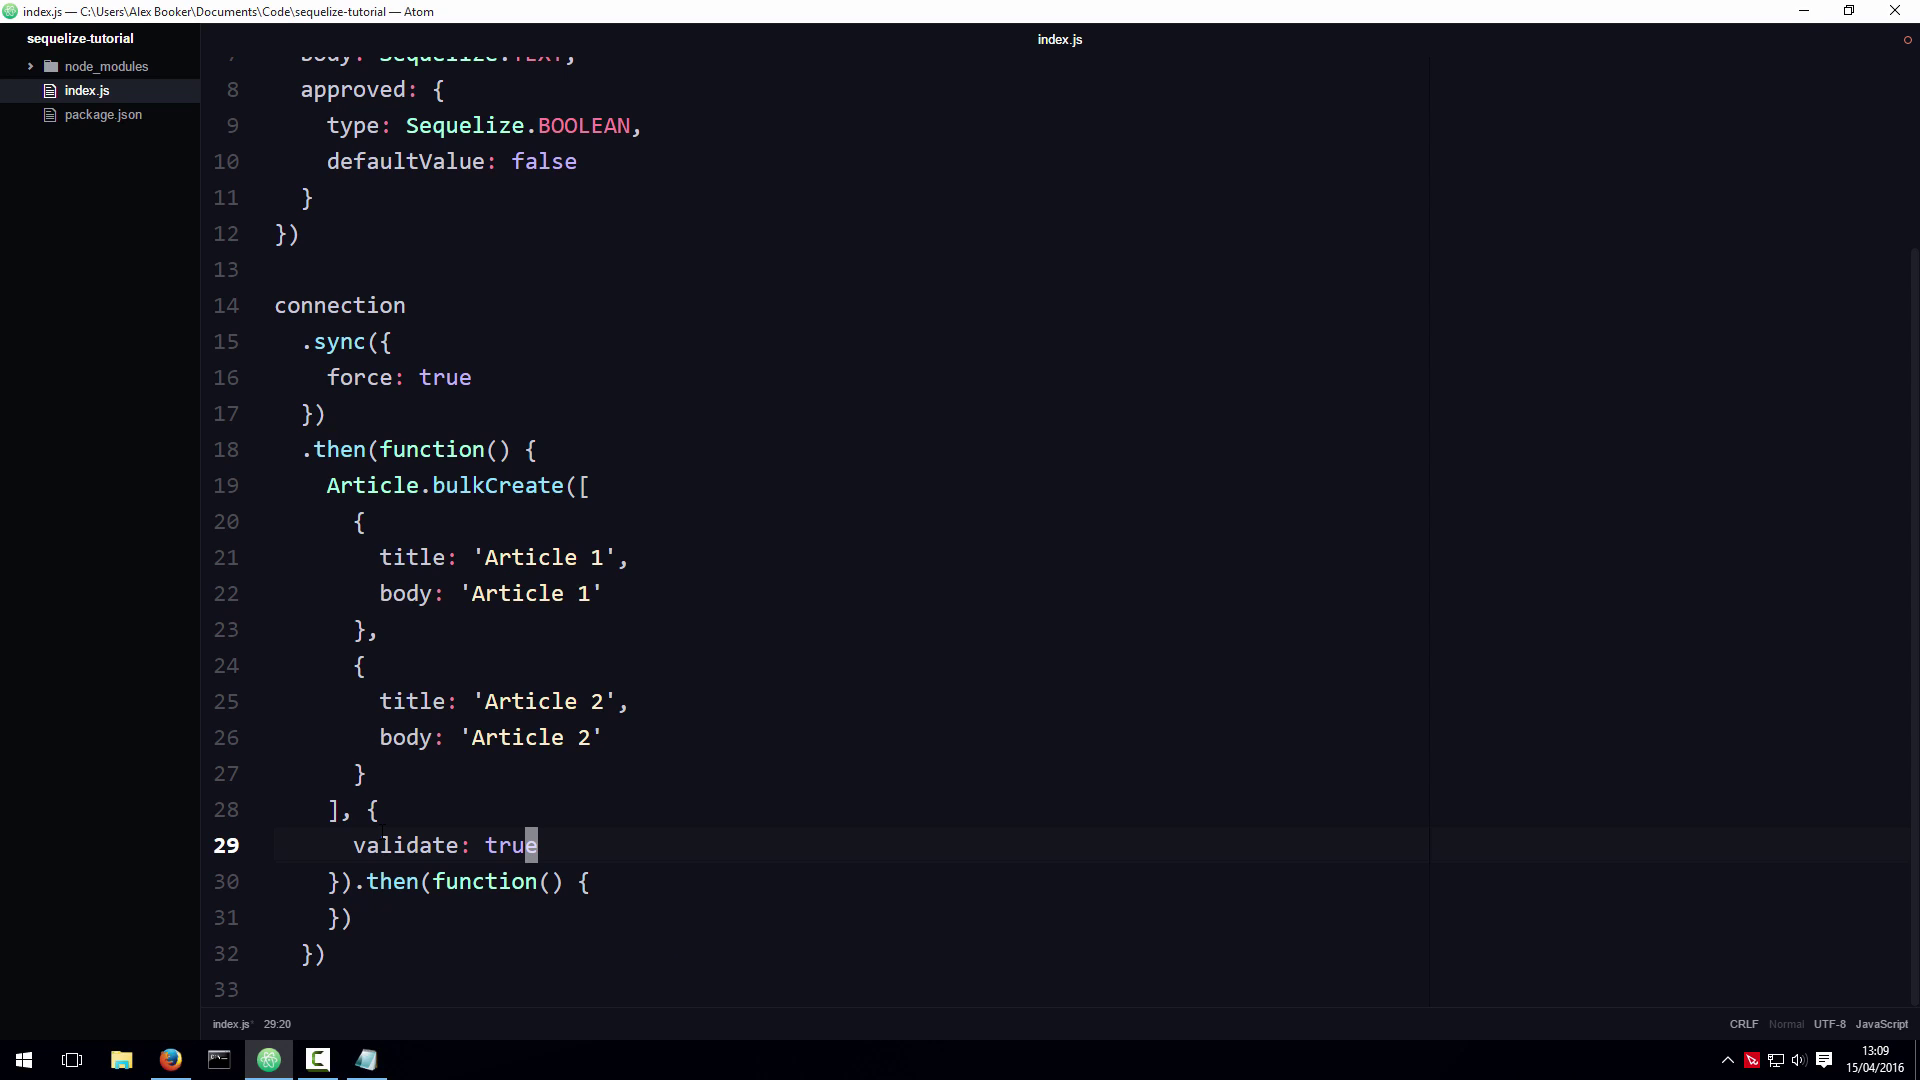 index.js — C:\Users\Alex Booker\Documents\Code\sequelize-tutorial — Atom
sequelize-tutorial
node_modules
index.js
package.json
index.js
7 body: Sequelize.TEXT,
8 approved: {
9 type: Sequelize.BOOLEAN,
10 defaultValue: false
11 }
12 })
13
14 connection
15 .sync({
16 force: true
17 })
18 .then(function() {
19 Article.bulkCreate([
20 {
21 title: 'Article 1',
22 body: 'Article 1'
23 },
24 {
25 title: 'Article 2',
26 body: 'Article 2'
27 }
28 ], {
29 validate: true
30 }).then(function() {
31 })
32 })
33
index.js* 29:20
CRLF Normal UTF-8 JavaScript
13:09
15/04/2016